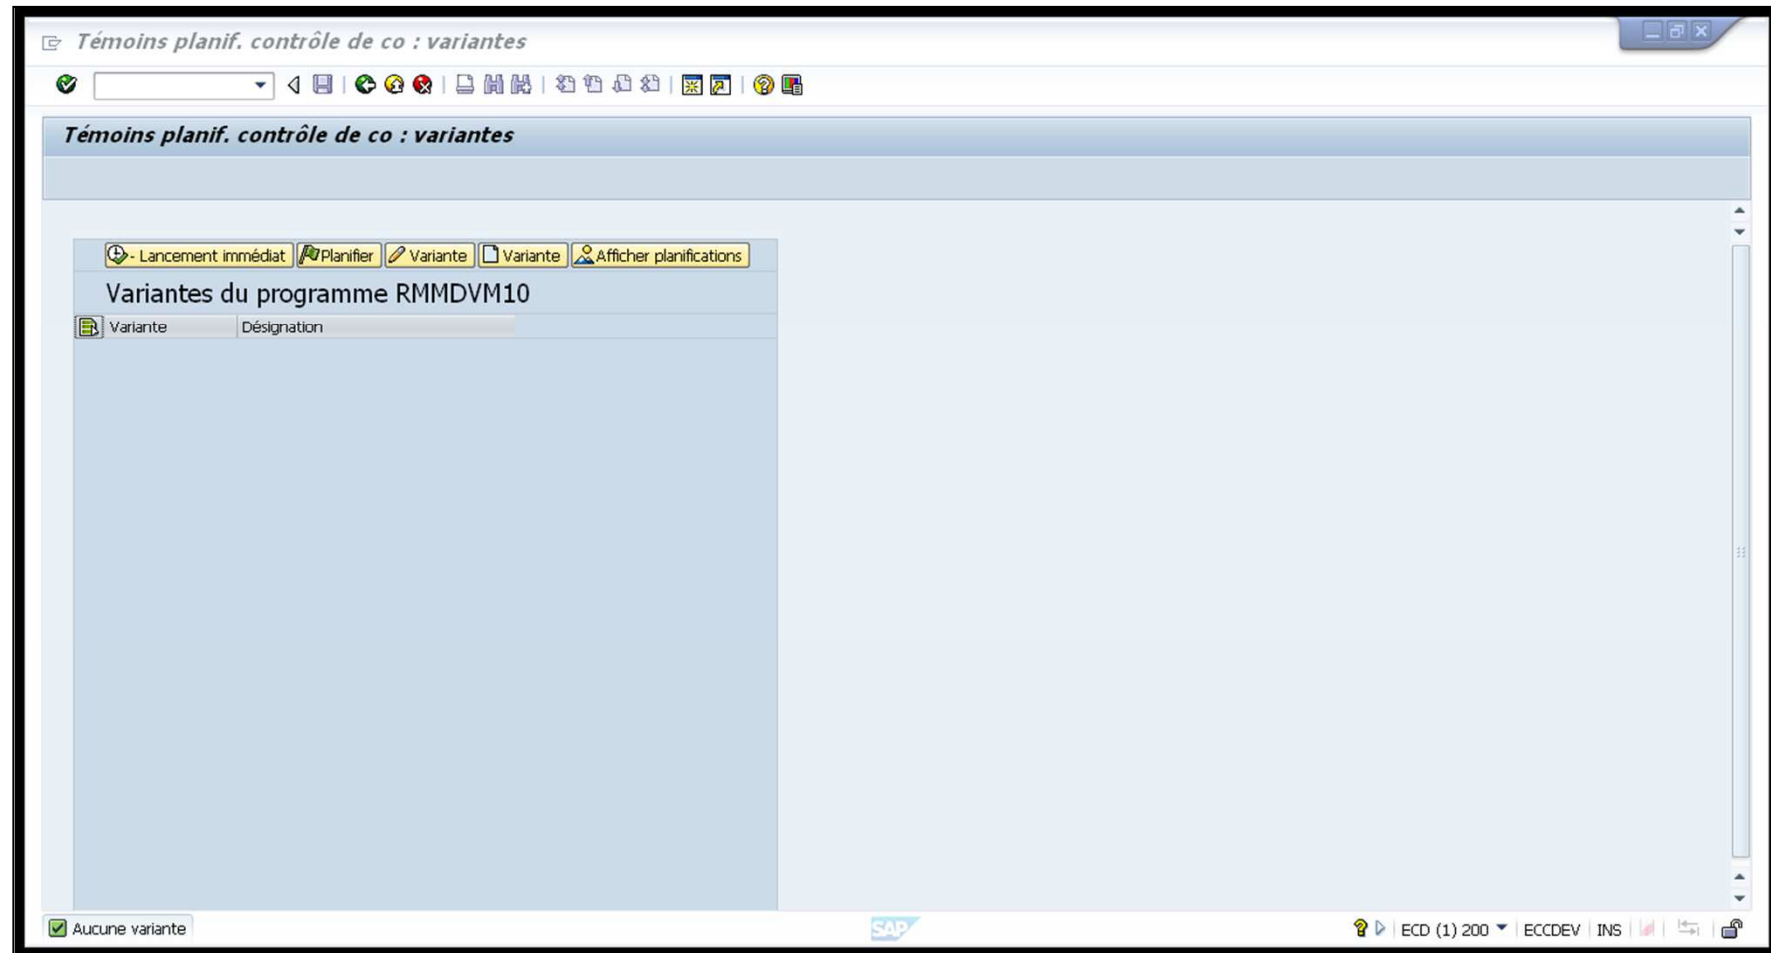 Témoins planif. contrôle de co : variantes
Témoins planif. contrôle de co : variantes
- Lancement immédiat Planifier Variante Variante Afficher planifications
Variantes du programme RMMDVM10
Variante Désignation
Aucune variante SAP ECD (1) 200 ECCDEV INS